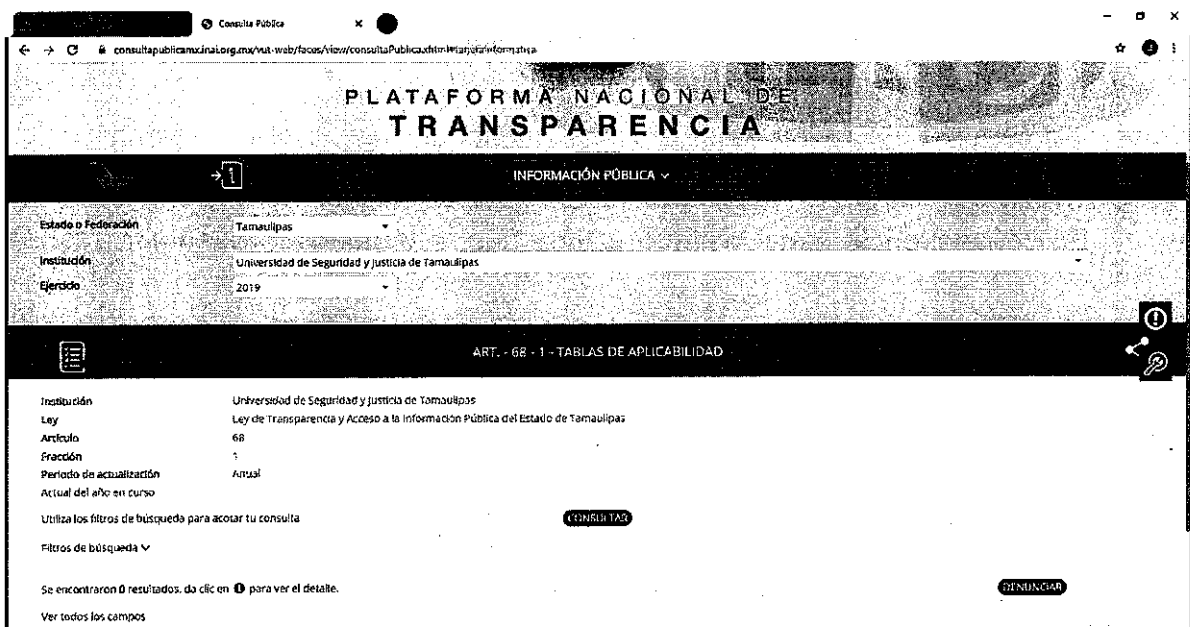 Consulta Pública
consultapublicamx.inai.org.mx/vut-web/faces/view/consultaPublica.xhtml#tarjetaInformativa
PLATAFORMA NACIONAL DE
TRANSPARENCIA
INFORMACIÓN PÚBLICA
Estado o Federación Tamaulipas
Institución Universidad de Seguridad y Justicia de Tamaulipas
Ejercicio 2019
ART. - 68 - 1 - TABLAS DE APLICABILIDAD
Institución Universidad de Seguridad y Justicia de Tamaulipas
Ley Ley de Transparencia y Acceso a la Información Pública del Estado de Tamaulipas
Artículo 68
Fracción 1
Periodo de actualización Anual
Actual del año en curso
Utiliza los filtros de búsqueda para acotar tu consulta CONSULTAR
Filtros de búsqueda
Se encontraron 0 resultados, da clic en para ver el detalle. DENUNCIAR
Ver todos los campos